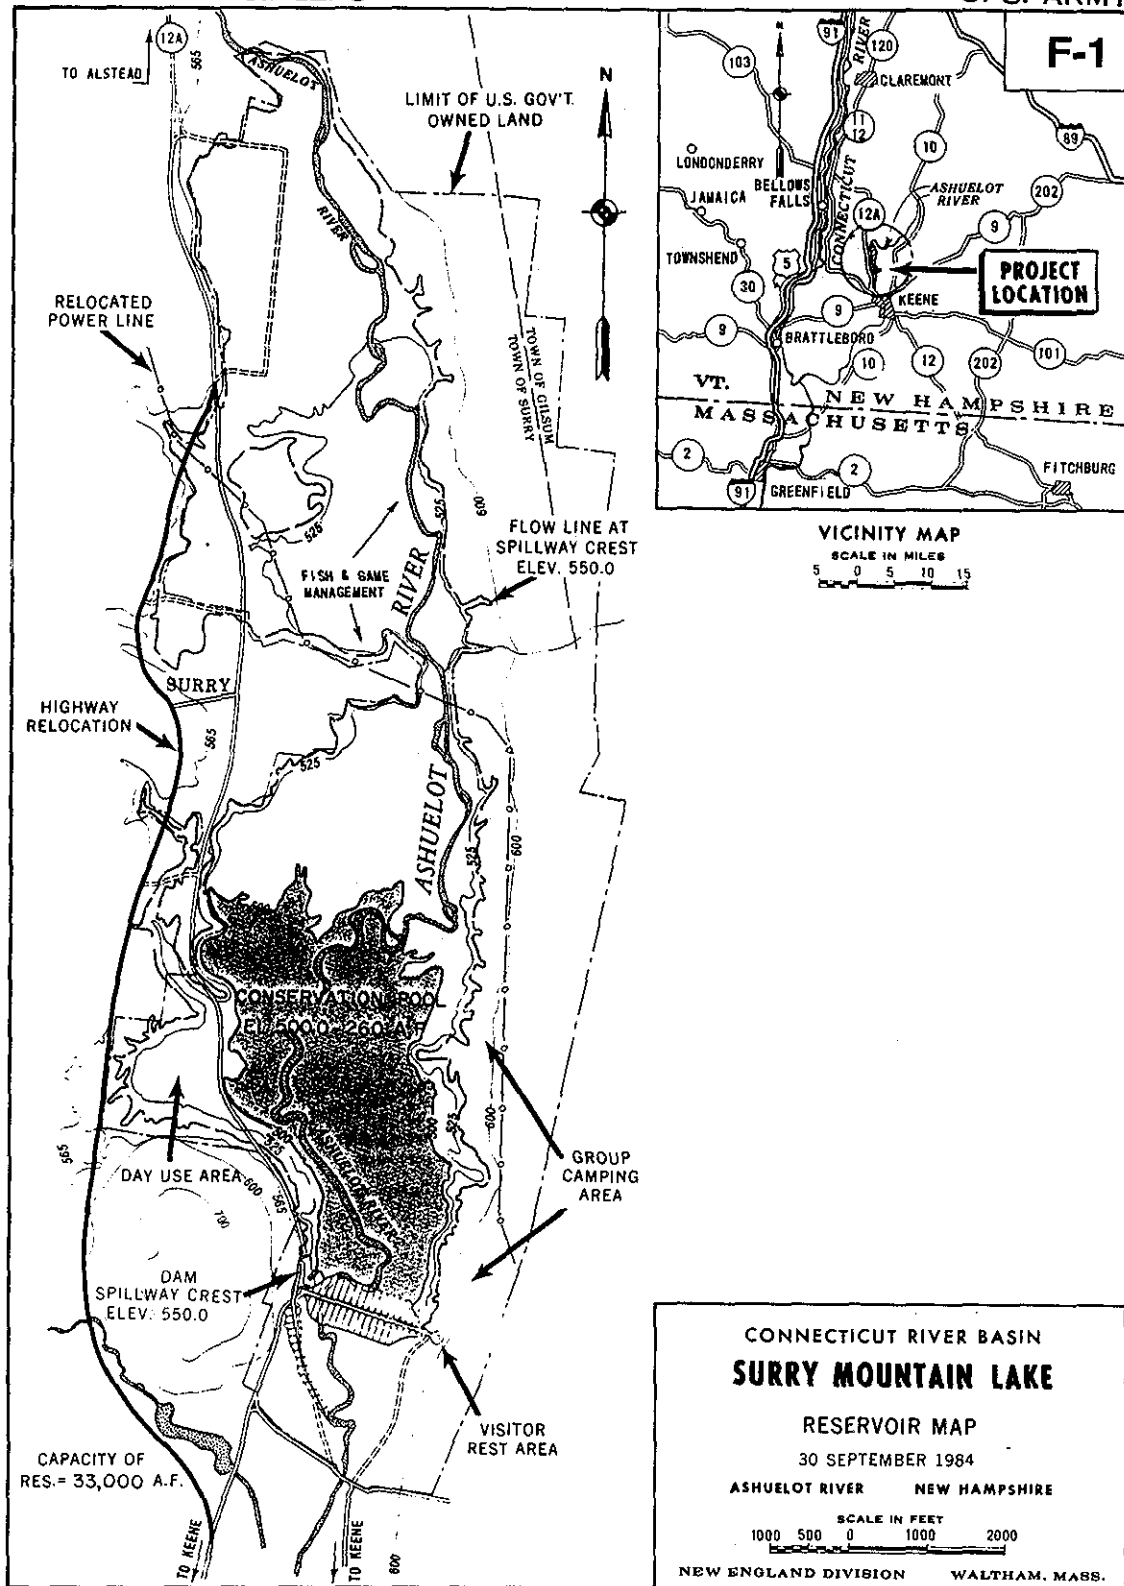 U. S. ARMY
F-1
12A
TO ALSTEAD
565
ASHUELOT
RIVER
LIMIT OF U.S. GOV'T.
OWNED LAND
N
RELOCATED
POWER LINE
TOWN OF GILSUM
TOWN OF SURRY
525
600
525
FLOW LINE AT
SPILLWAY CREST
ELEV. 550.0
FISH & GAME
MANAGEMENT
RIVER
SURRY
HIGHWAY
RELOCATION
565
525
ASHUELOT
525
600
CONSERVATION POOL
EL. 500.0-260 A.F.
525
600
500
565
DAY USE AREA
600
565
525
700
ASHUELOT RIVER
GROUP
CAMPING
AREA
DAM
SPILLWAY CREST
ELEV. 550.0
VISITOR
REST AREA
CAPACITY OF
RES.= 33,000 A.F.
TO KEENE
TO KEENE
600
91
RIVER
120
103
CLAREMONT
11
12
10
89
LONDONDERRY
CONNECTICUT
JAMAICA
BELLOWS
FALLS
ASHUELOT
RIVER
202
12A
9
TOWNSHEND
5
PROJECT
LOCATION
30
KEENE
9
9
BRATTLEBORO
10
12
202
101
VT.
NEW HAMPSHIRE
MASSACHUSETTS
2
2
FITCHBURG
91
GREENFIELD
VICINITY MAP
SCALE IN MILES
5 0 5 10 15
CONNECTICUT RIVER BASIN
SURRY MOUNTAIN LAKE
RESERVOIR MAP
30 SEPTEMBER 1984
ASHUELOT RIVER NEW HAMPSHIRE
SCALE IN FEET
1000 500 0 1000 2000
NEW ENGLAND DIVISION WALTHAM, MASS.